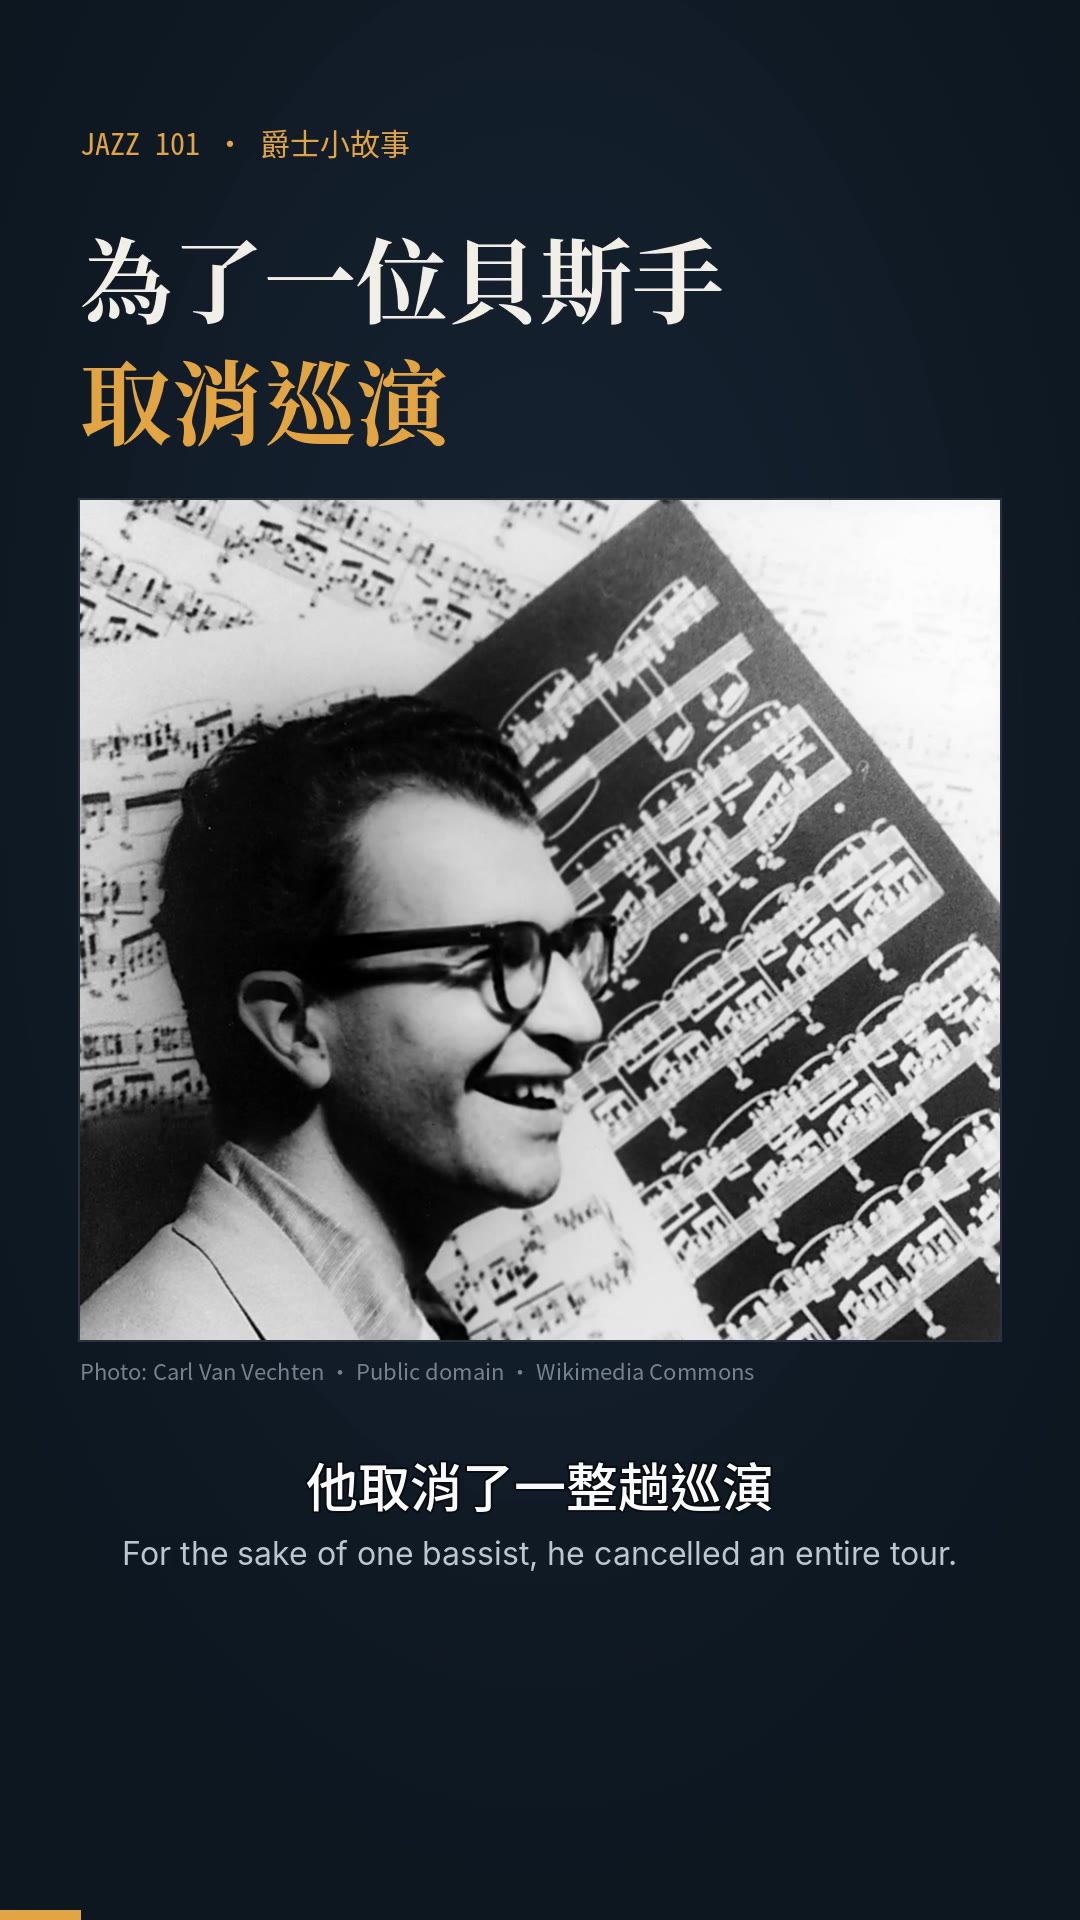 JAZZ 101 • 爵士小故事
為了一位貝斯手
取消巡演
Photo: Carl Van Vechten • Public domain • Wikimedia Commons
他取消了一整趟巡演
For the sake of one bassist, he cancelled an entire tour.